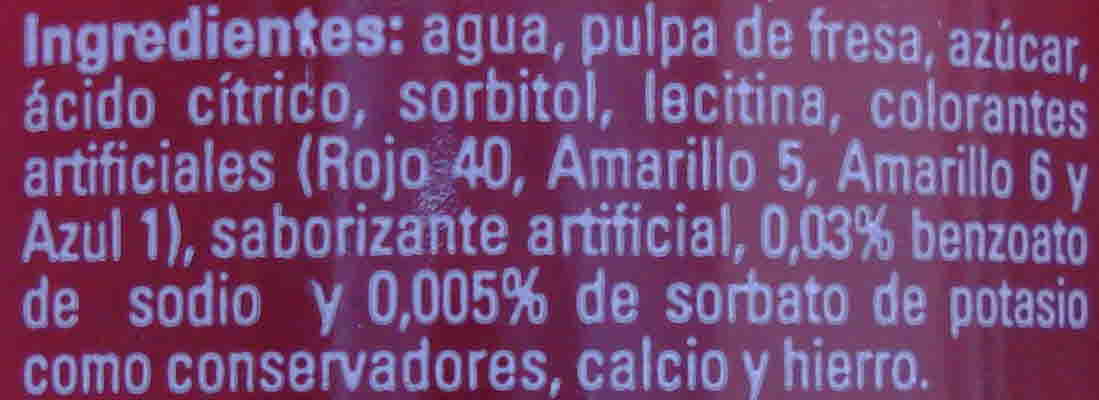 Ingredientes: agua, pulpa de fresa, azúcar,
ácido cítrico, sorbitol, lecitina, colorantes
artificiales (Rojo 40, Amarillo 5, Amarillo 6 y
Azul 1), saborizante artificial, 0,03% benzoato
de sodio y 0,005% de sorbato de potasio
como conservadores, calcio y hierro.